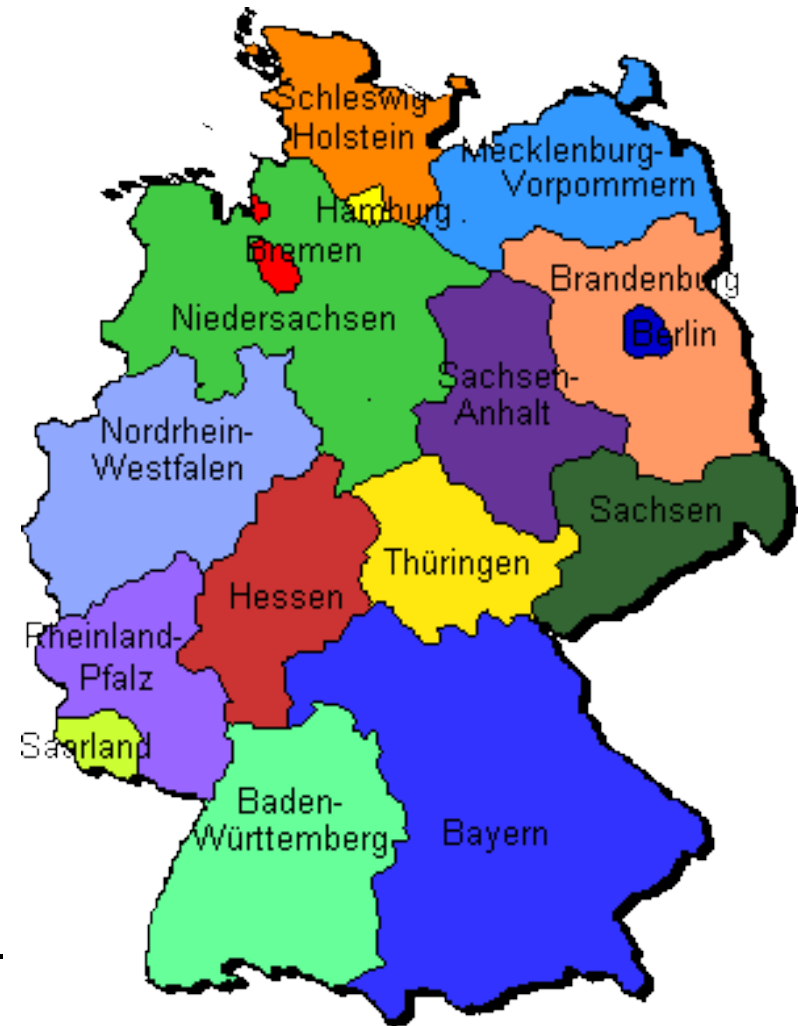 Schleswig
Holstein
Mecklenburg-
Vorpommern
Hamburg
Bremen
Brandenburg
Niedersachsen
Berlin
Sachsen-
Anhalt
Nordrhein-
Westfalen
Sachsen
Thüringen
Hessen
Rheinland-
Pfalz
Saarland
Baden-
Württemberg
Bayern